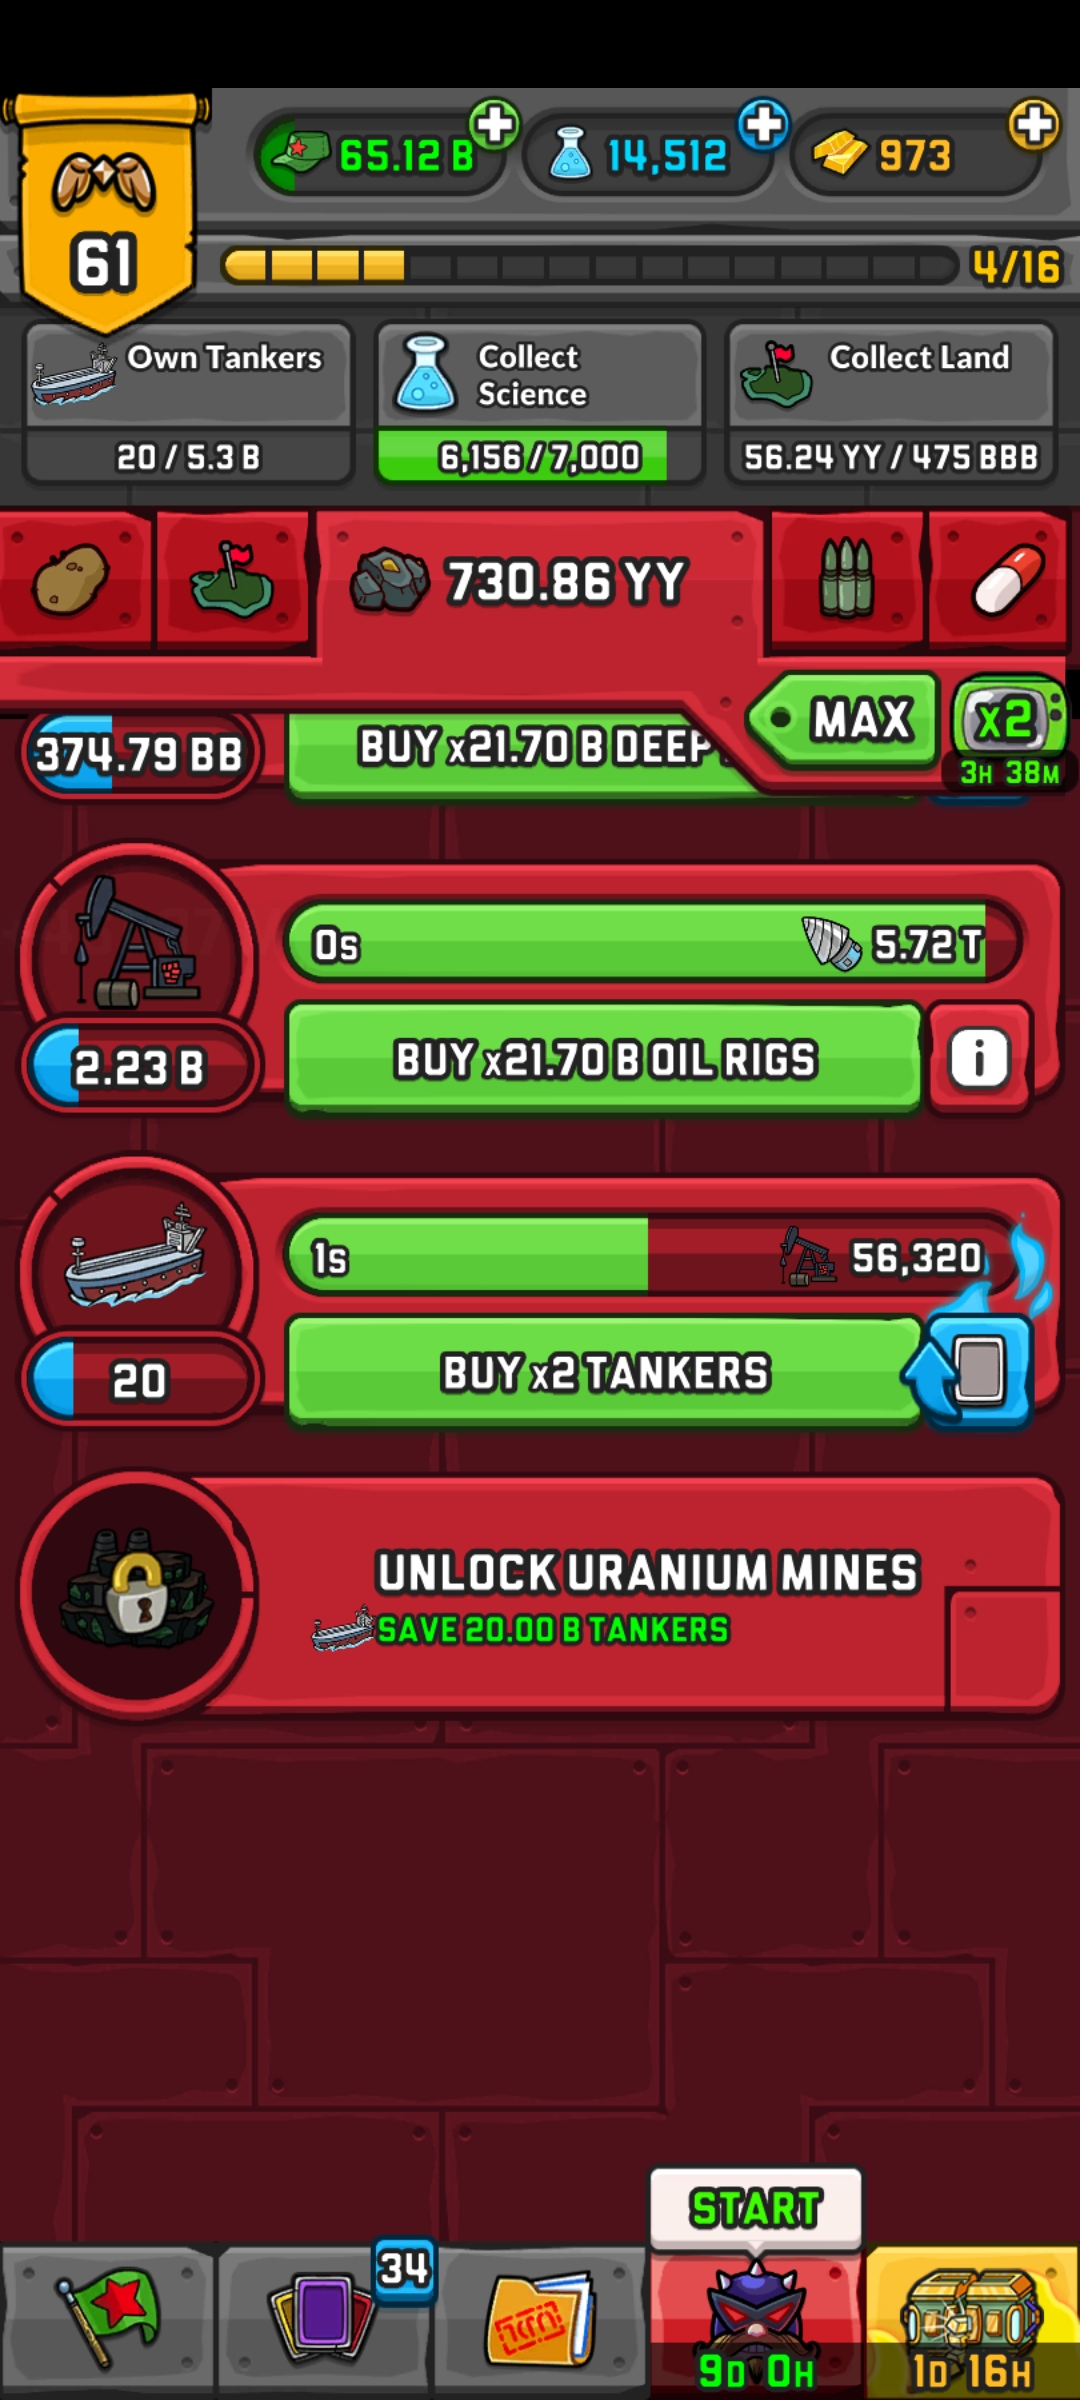 65.12 B
14,512
973
61
4/16
Own Tankers
20 / 5.3 B
Collect
Science
6,156 / 7,000
Collect Land
56.24 YY / 475 BBB
730.86 YY
MAX
x2
3H 38M
374.79 BB
BUY x21.70 B DEEP
0s
5.72 T
2.23 B
BUY x21.70 B OIL RIGS
i
1s
56,320
20
BUY x2 TANKERS
UNLOCK URANIUM MINES
SAVE 20.00 B TANKERS
START
34
9D 0H
1D 16H